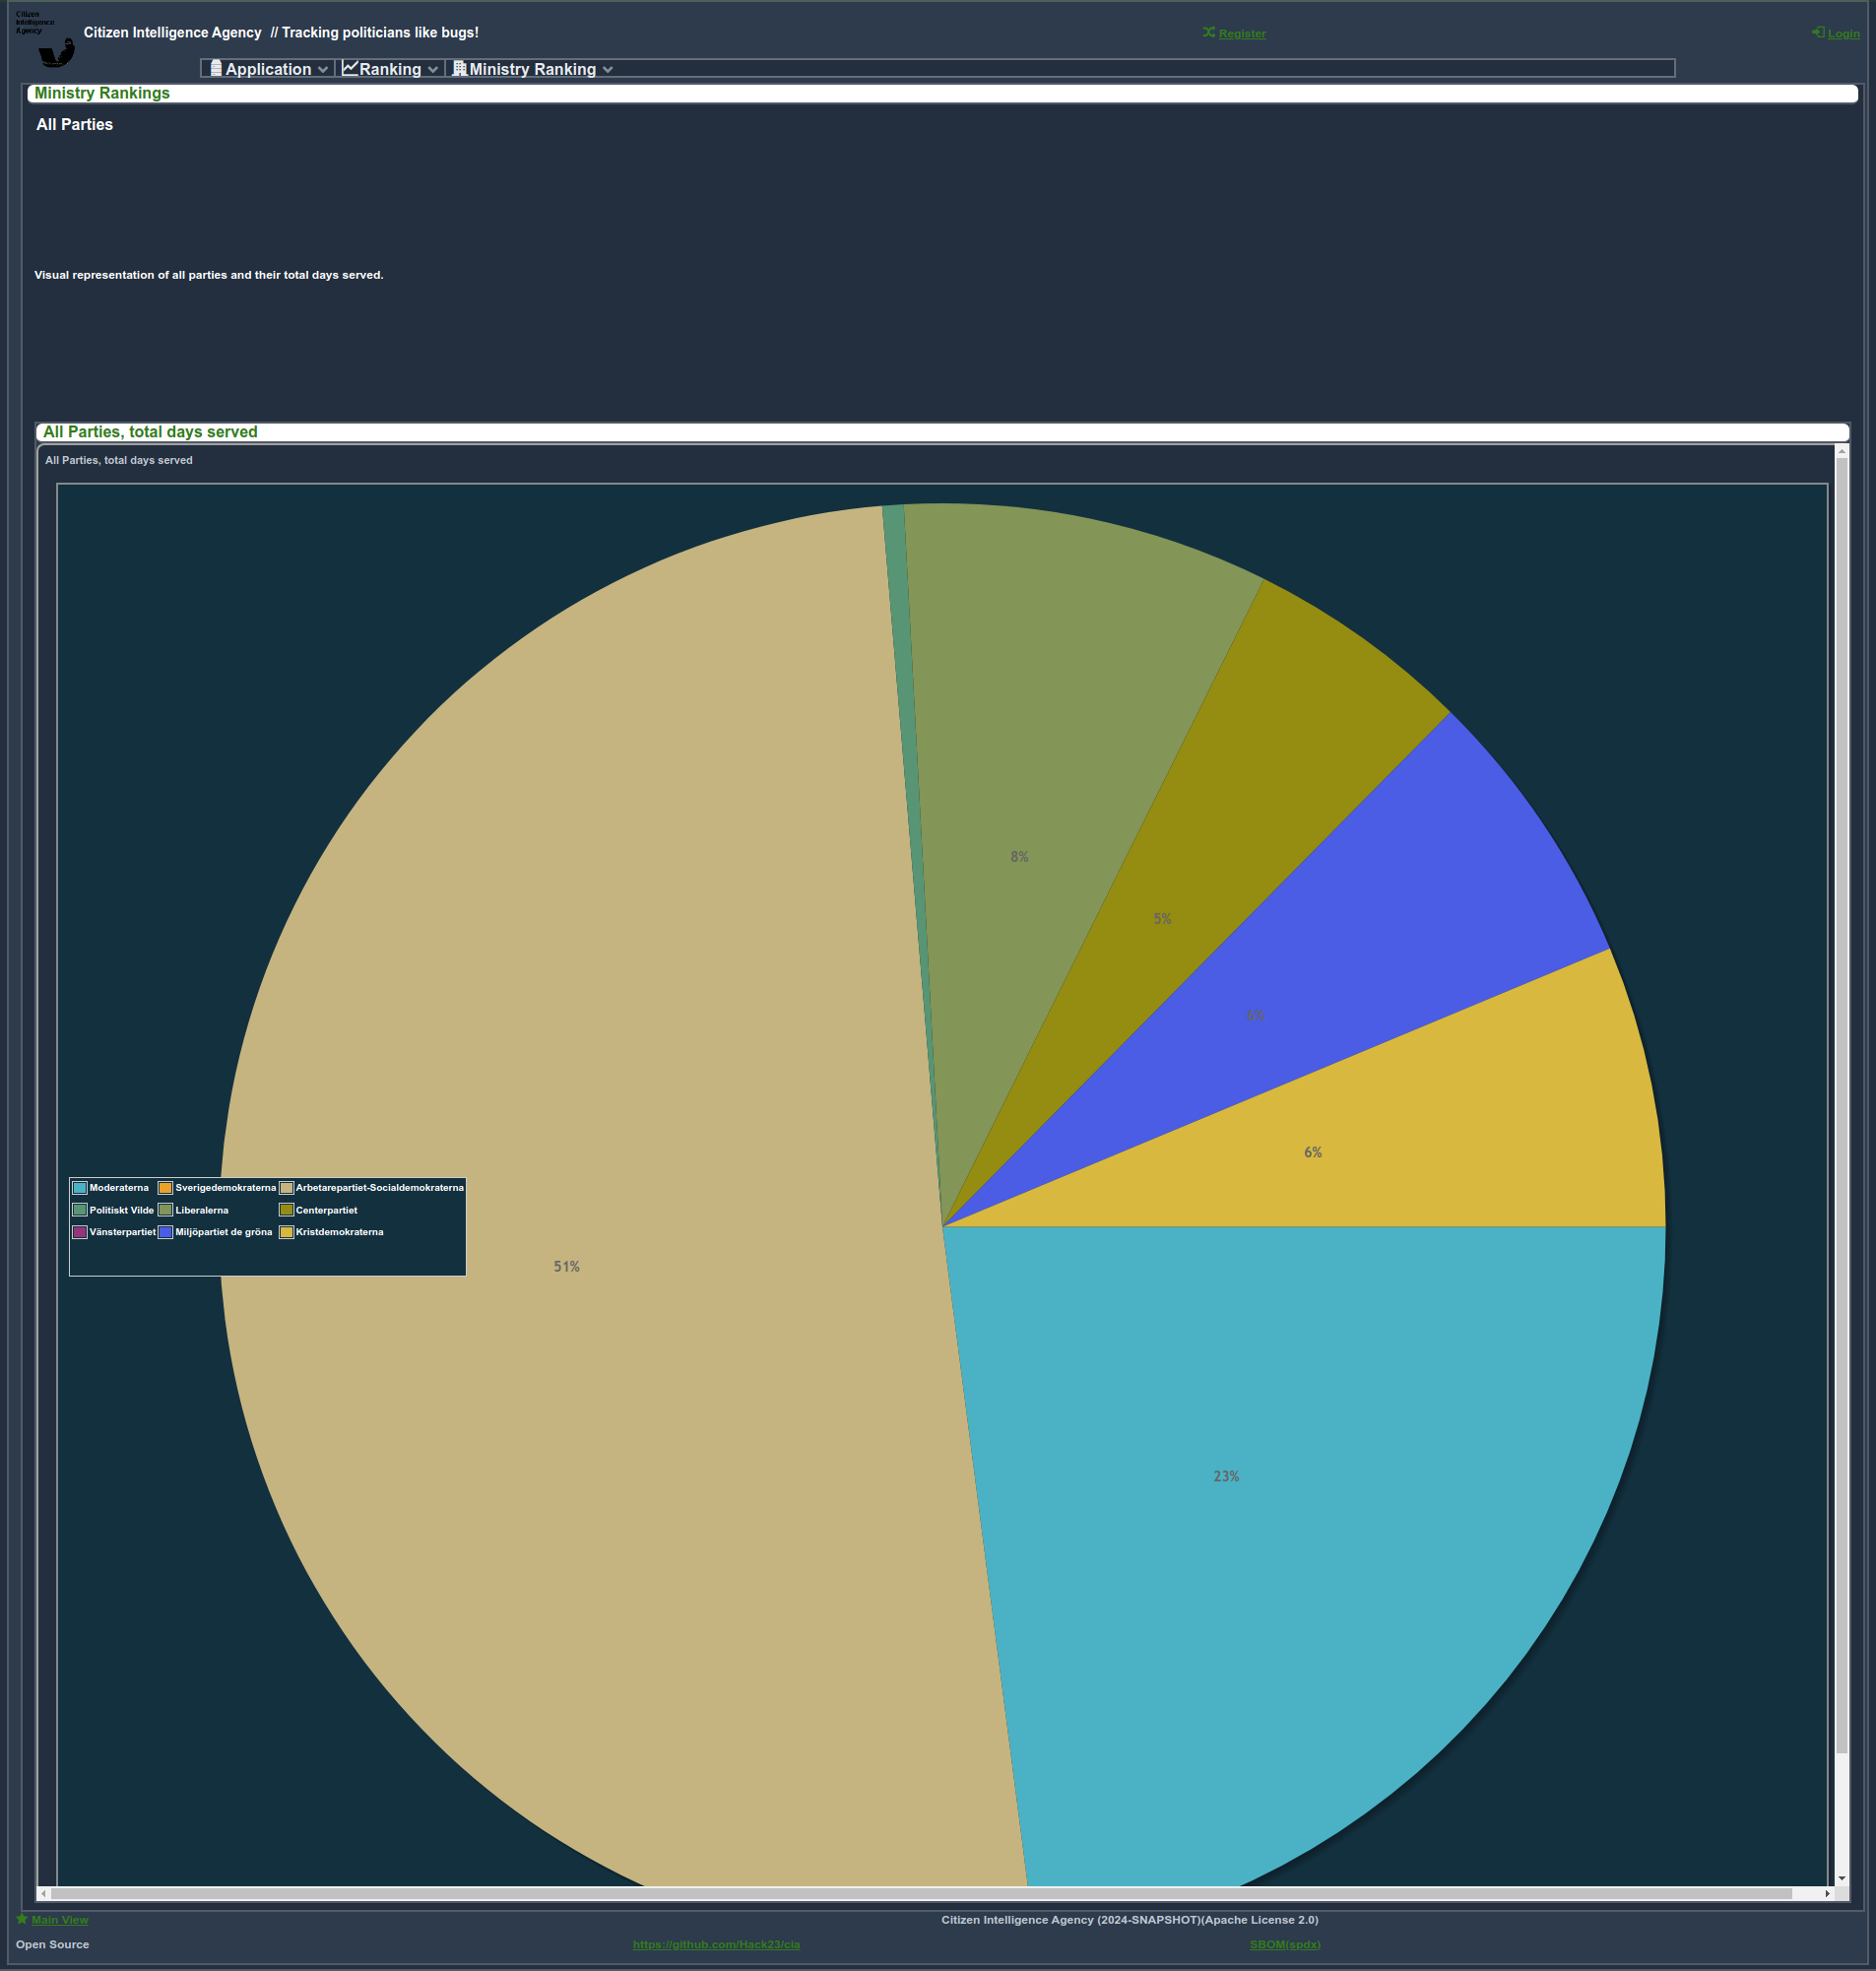 Citizen
Intelligence
Agency
Citizen Intelligence Agency // Tracking politicians like bugs!
Register
Login
Application
Ranking
Ministry Ranking
Ministry Rankings
All Parties
Visual representation of all parties and their total days served.
All Parties, total days served
All Parties, total days served
8%
5%
6%
6%
Moderaterna Sverigedemokraterna Arbetarepartiet-Socialdemokraterna
Politiskt Vilde Liberalerna Centerpartiet
Vänsterpartiet Miljöpartiet de gröna Kristdemokraterna
51%
23%
Main View
Citizen Intelligence Agency (2024-SNAPSHOT)(Apache License 2.0)
Open Source
https://github.com/Hack23/cia
SBOM(spdx)